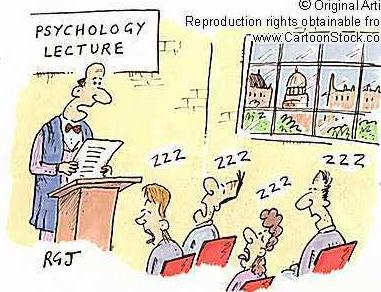 © Original Arti
Reproduction rights obtainable fro
www.CartoonStock.co
PSYCHOLOGY
LECTURE
ZZZ
ZZZ
ZZZ
ZZZ
RGJ